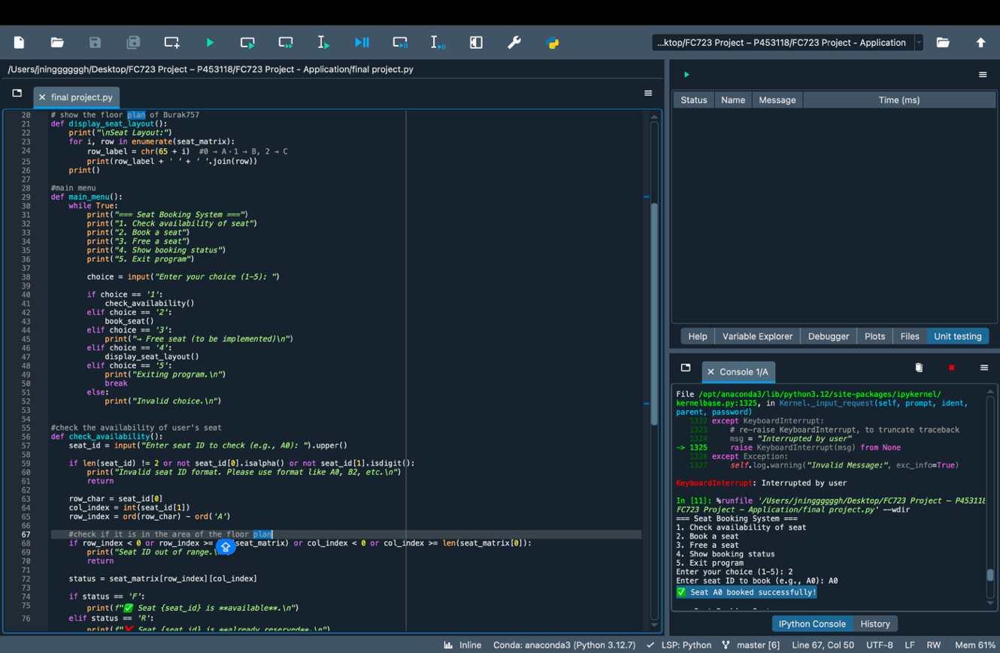 ...ktop/FC723 Project – P453118/FC723 Project - Application
/Users/jninggggggh/Desktop/FC723 Project – P453118/FC723 Project - Application/final project.py
final project.py
20 # show the floor plan of Burak757
21 def display_seat_layout():
22 print("\nSeat Layout:")
23 for i, row in enumerate(seat_matrix):
24 row_label = chr(65 + i) #0 → A,1 → B, 2 → C
25 print(row_label + ' ' + ' '.join(row))
26 print()
27
28 #main menu
29 def main_menu():
30 while True:
31 print("=== Seat Booking System ===")
32 print("1. Check availability of seat")
33 print("2. Book a seat")
34 print("3. Free a seat")
35 print("4. Show booking status")
36 print("5. Exit program")
37
38 choice = input("Enter your choice (1-5): ")
39
40 if choice == '1':
41 check_availability()
42 elif choice == '2':
43 book_seat()
44 elif choice == '3':
45 print("→ Free seat (to be implemented)\n")
46 elif choice == '4':
47 display_seat_layout()
48 elif choice == '5':
49 print("Exiting program.\n")
50 break
51 else:
52 print("Invalid choice.\n")
53
54
55 #check the availability of user's seat
56 def check_availability():
57 seat_id = input("Enter seat ID to check (e.g., A0): ").upper()
58
59 if len(seat_id) != 2 or not seat_id[0].isalpha() or not seat_id[1].isdigit():
60 print("Invalid seat ID format. Please use format like A0, B2, etc.\n")
61 return
62
63 row_char = seat_id[0]
64 col_index = int(seat_id[1])
65 row_index = ord(row_char) - ord('A')
66
67 #check if it is in the area of the floor plan
68 if row_index < 0 or row_index >= (seat_matrix) or col_index < 0 or col_index >= len(seat_matrix[0]):
69 print("Seat ID out of range.\
70 return
71
72 status = seat_matrix[row_index][col_index]
73
74 if status == 'F':
75 print(f"✅ Seat {seat_id} is **available**.\n")
76 elif status == 'R':
print(f"❌ Seat {seat_id} is **already reserved**.\n")
Status Name Message Time (ms)
Help Variable Explorer Debugger Plots Files Unit testing
Console 1/A
File /opt/anaconda3/lib/python3.12/site-packages/ipykernel/
kernelbase.py:1325, in Kernel._input_request(self, prompt, ident,
parent, password)
1322 except KeyboardInterrupt:
1323 # re-raise KeyboardInterrupt, to truncate traceback
1324 msg = "Interrupted by user"
-> 1325 raise KeyboardInterrupt(msg) from None
1326 except Exception:
1327 self.log.warning("Invalid Message:", exc_info=True)
KeyboardInterrupt: Interrupted by user
In [11]: %runfile '/Users/jninggggggh/Desktop/FC723 Project – P453118/
FC723 Project – Application/final project.py' --wdir
=== Seat Booking System ===
1. Check availability of seat
2. Book a seat
3. Free a seat
4. Show booking status
5. Exit program
Enter your choice (1-5): 2
Enter seat ID to book (e.g., A0): A0
✅ Seat A0 booked successfully!
IPython Console History
Inline Conda: anaconda3 (Python 3.12.7) ✓ LSP: Python master [6] Line 67, Col 50 UTF-8 LF RW Mem 61%